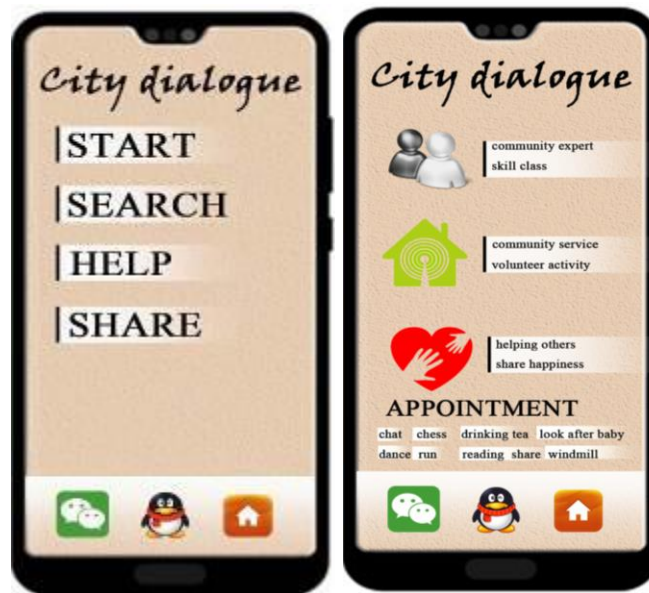 City dialogue
START
SEARCH
HELP
SHARE
City dialogue
community expert
skill class
community service
volunteer activity
helping others
share happiness
APPOINTMENT
chat chess drinking tea look after baby
dance run reading share windmill